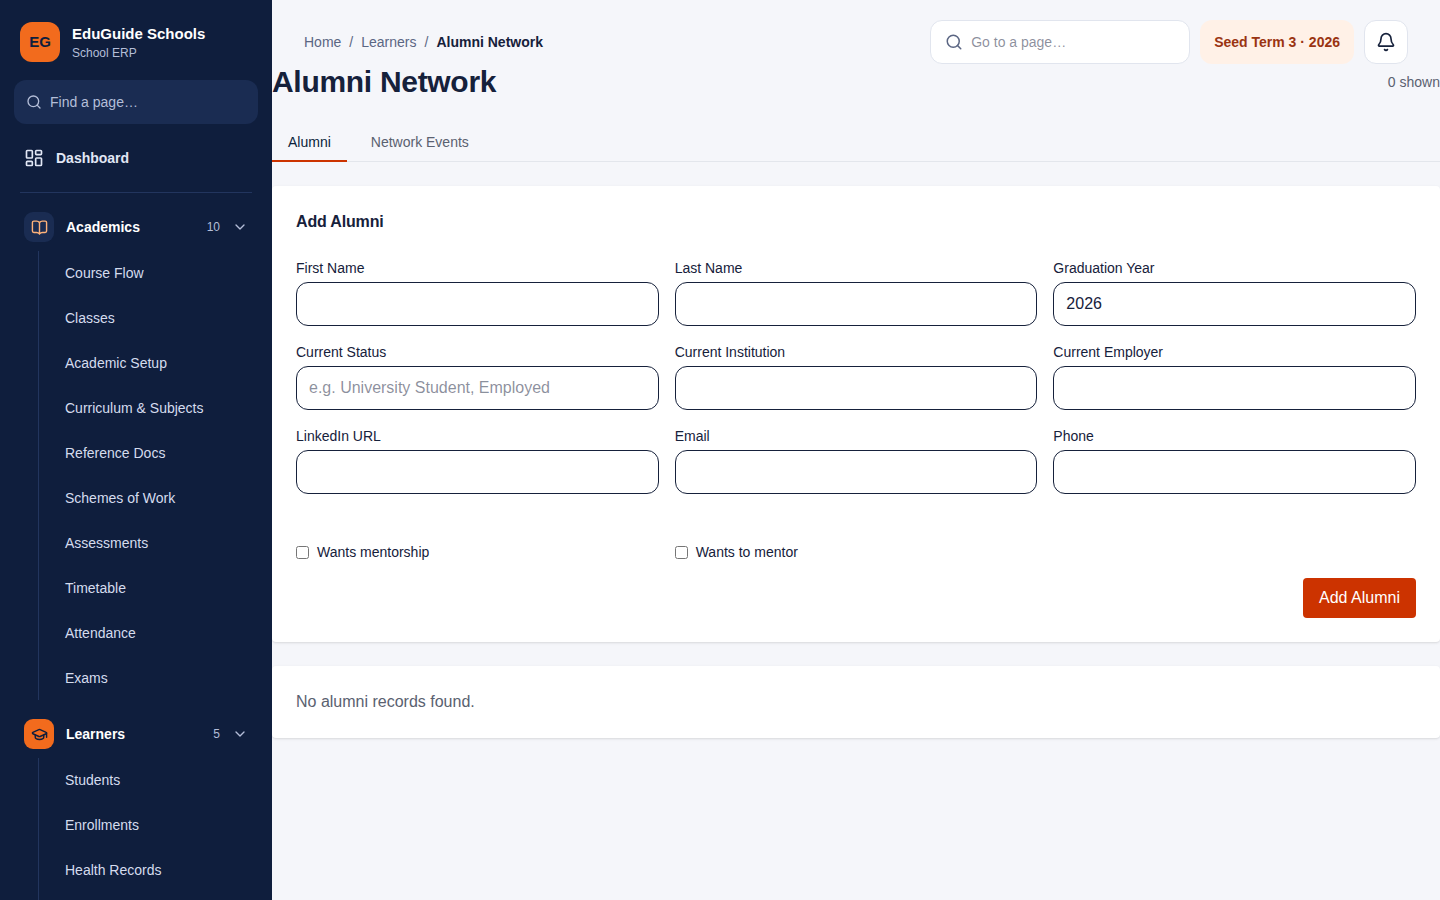 EG
EduGuide Schools
School ERP
Find a page…
Dashboard
Academics 10
Course Flow
Classes
Academic Setup
Curriculum & Subjects
Reference Docs
Schemes of Work
Assessments
Timetable
Attendance
Exams
Learners 5
Students
Enrollments
Health Records
Home / Learners / Alumni Network
Go to a page…
Seed Term 3 · 2026
Alumni Network
0 shown
Alumni
Network Events
Add Alumni
First Name
Last Name
Graduation Year
2026
Current Status
Current Institution
Current Employer
e.g. University Student, Employed
LinkedIn URL
Email
Phone
Wants mentorship
Wants to mentor
Add Alumni
No alumni records found.